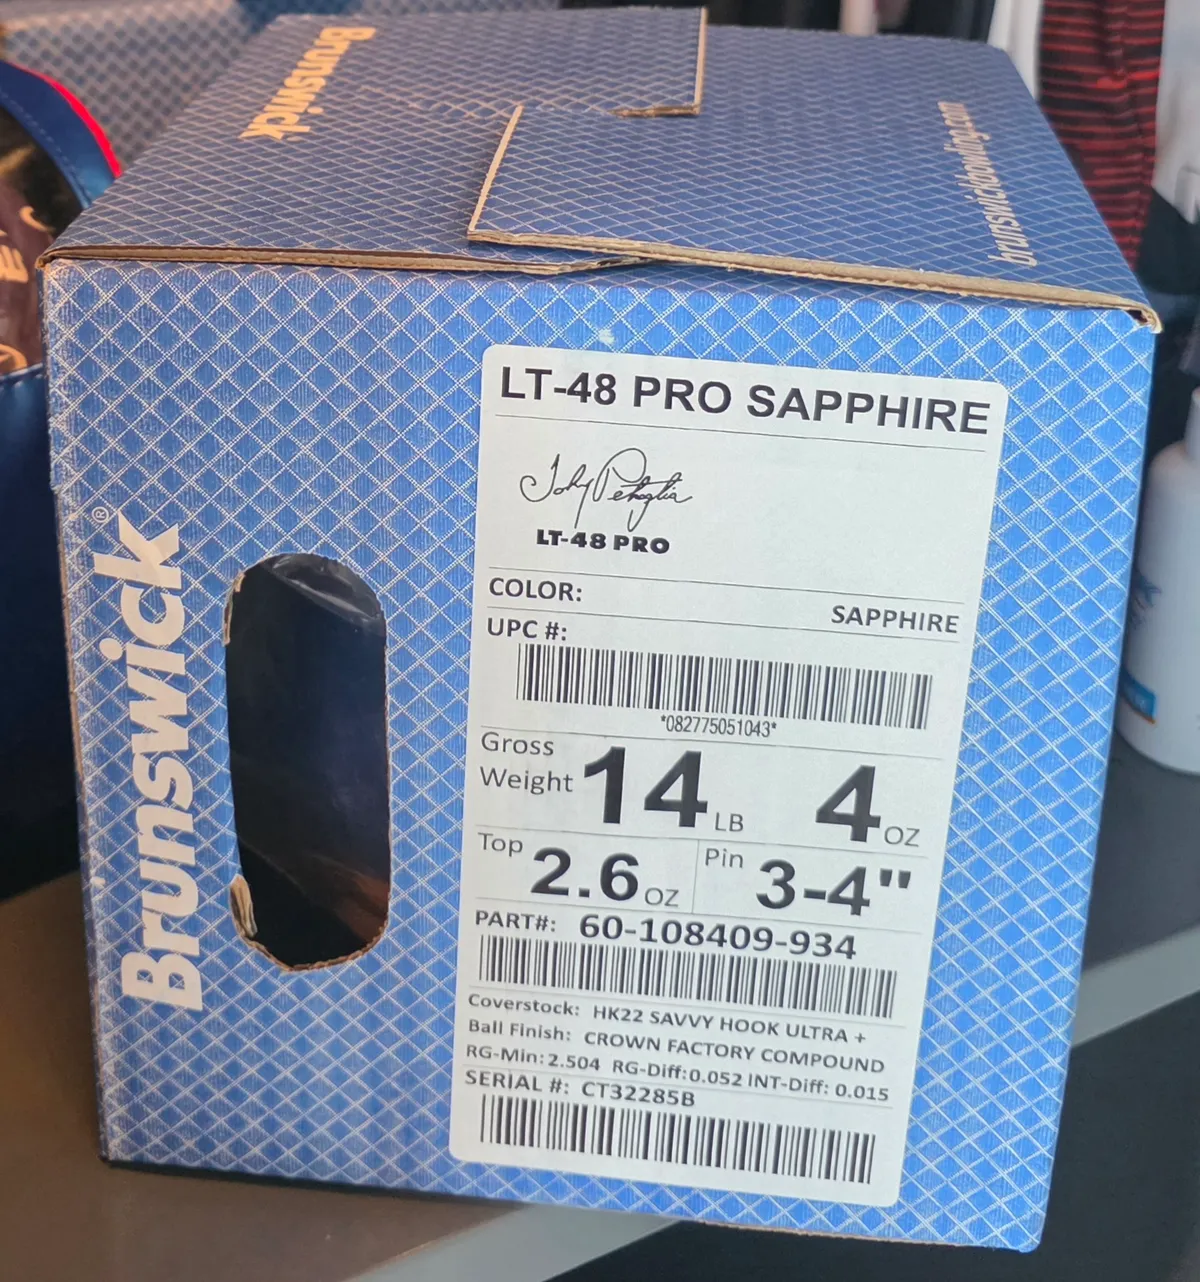 Brunswick
brunswickbowling.com
Brunswick®
LT-48 PRO SAPPHIRE
Johnny Petraglia
LT-48 PRO
COLOR:
SAPPHIRE
UPC #:
*082775051043*
Gross Weight 14 LB 4 OZ
Top 2.6 OZ Pin 3-4"
PART#: 60-108409-934
Coverstock: HK22 SAVVY HOOK ULTRA +
Ball Finish: CROWN FACTORY COMPOUND
RG-Min: 2.504 RG-Diff: 0.052 INT-Diff: 0.015
SERIAL #: CT32285B